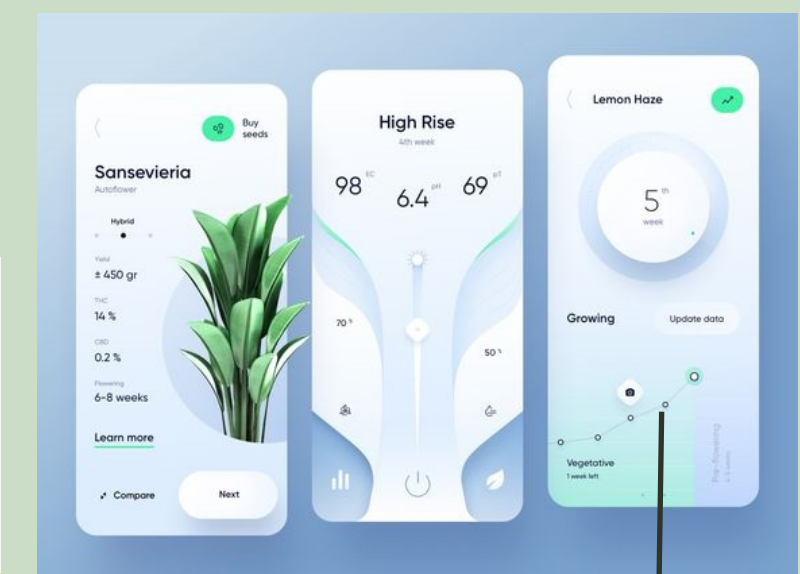 Buy
seeds
Sansevieria
Autoflower
Hybrid
Yield
± 450 gr
THC
14 %
CBD
0.2 %
Flowering
6-8 weeks
Learn more
Compare
Next
High Rise
4th week
98 EC
6.4 pH
69 pT
70 %
50 %
Lemon Haze
5 th
week
Growing
Update data
Vegetative
1 week left
Pre-flowering